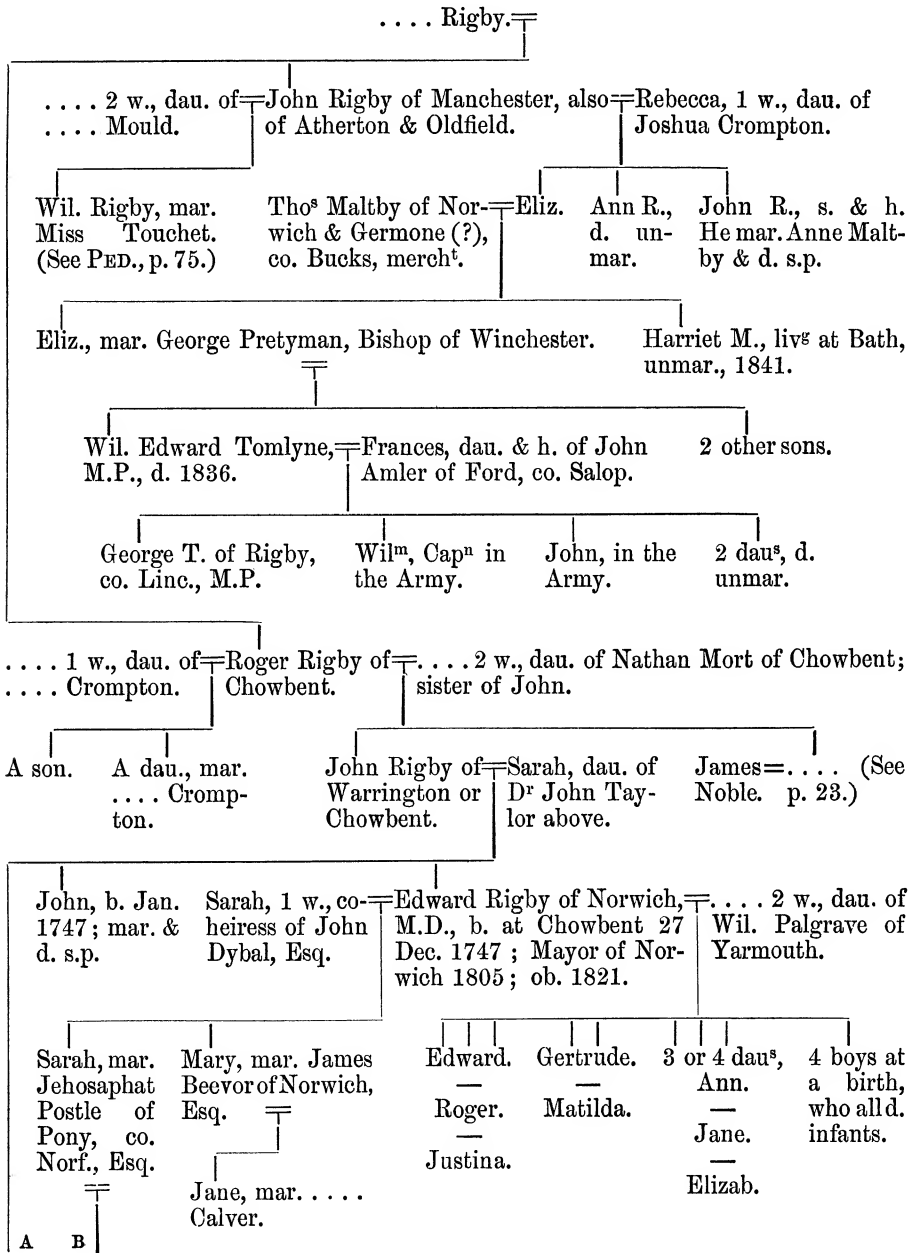 . . . . Rigby.
. . . . 2 w., dau. of
. . . . Mould.
John Rigby of Manchester, also
of Atherton & Oldfield.
Rebecca, 1 w., dau. of
Joshua Crompton.
Wil. Rigby, mar.
Miss Touchet.
(See PED., p. 75.)
Thoˢ Maltby of Nor-
wich & Germone (?),
co. Bucks, merchᵗ.
Eliz.
Ann R.,
d. un-
mar.
John R., s. & h.
He mar. Anne Malt-
by & d. s.p.
Eliz., mar. George Pretyman, Bishop of Winchester.
Harriet M., livᵍ at Bath,
unmar., 1841.
Wil. Edward Tomlyne,
M.P., d. 1836.
Frances, dau. & h. of John
Amler of Ford, co. Salop.
2 other sons.
George T. of Rigby,
co. Linc., M.P.
Wilᵐ, Capⁿ in
the Army.
John, in the
Army.
2 dauˢ, d.
unmar.
. . . . 1 w., dau. of
. . . . Crompton.
Roger Rigby of
Chowbent.
. . . . 2 w., dau. of Nathan Mort of Chowbent;
sister of John.
A son.
A dau., mar.
. . . . Cromp-
ton.
John Rigby of
Warrington or
Chowbent.
Sarah, dau. of
Dʳ John Tay-
lor above.
James=. . . . (See
Noble. p. 23.)
John, b. Jan.
1747; mar. &
d. s.p.
Sarah, 1 w., co-
heiress of John
Dybal, Esq.
Edward Rigby of Norwich,
M.D., b. at Chowbent 27
Dec. 1747 ; Mayor of Nor-
wich 1805 ; ob. 1821.
. . . . 2 w., dau. of
Wil. Palgrave of
Yarmouth.
Sarah, mar.
Jehosaphat
Postle of
Pony, co.
Norf., Esq.
Mary, mar. James
Beevor of Norwich,
Esq.
Jane, mar. . . . . .
Calver.
Edward.
—
Roger.
—
Justina.
Gertrude.
—
Matilda.
3 or 4 dauˢ,
Ann.
—
Jane.
—
Elizab.
4 boys at
a birth,
who all d.
infants.
A B